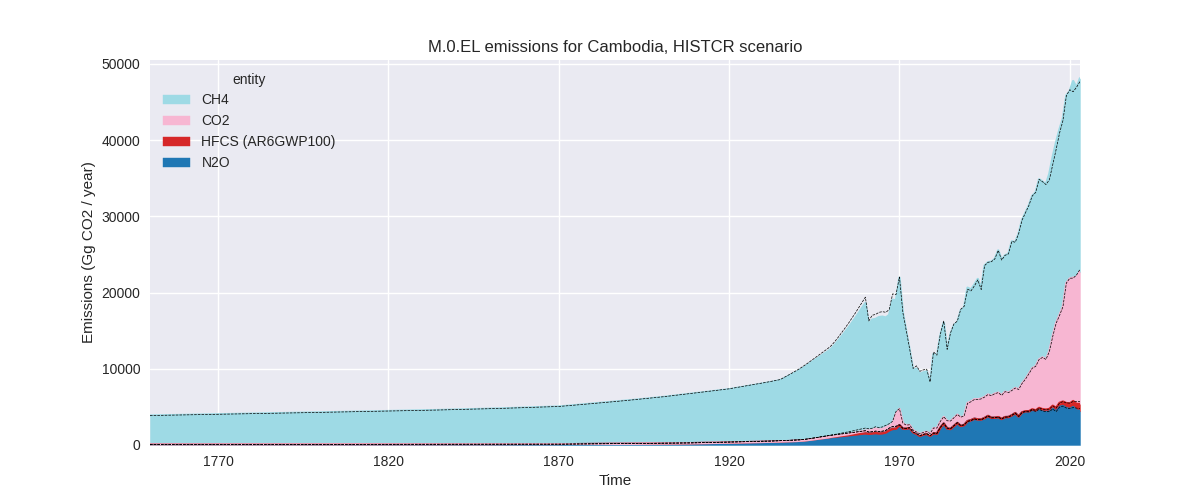 M.0.EL emissions for Cambodia, HISTCR scenario
50000
40000
30000
20000
10000
0
Emissions (Gg CO2 / year)
entity
CH4
CO2
HFCS (AR6GWP100)
N2O
1770
1820
1870
1920
1970
2020
Time